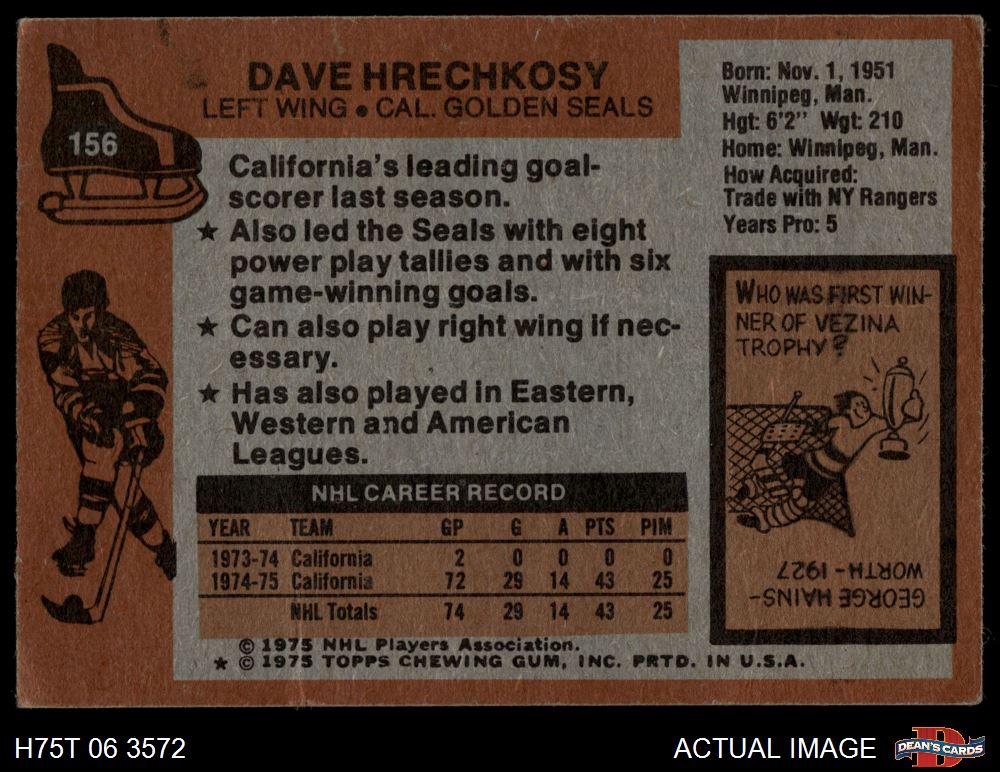 156
DAVE HRECHKOSY
LEFT WING • CAL. GOLDEN SEALS
Born: Nov. 1, 1951
Winnipeg, Man.
Hgt: 6'2" Wgt: 210
Home: Winnipeg, Man.
How Acquired:
Trade with NY Rangers
Years Pro: 5
California's leading goal-
scorer last season.
★ Also led the Seals with eight
power play tallies and with six
game-winning goals.
★ Can also play right wing if nec-
essary.
★ Has also played in Eastern,
Western and American
Leagues.
WHO WAS FIRST WIN-
NER OF VEZINA
TROPHY?
GEORGE HAINS-
WORTH - 1927
NHL CAREER RECORD
YEAR TEAM GP G A PTS PIM
1973-74 California 2 0 0 0 0
1974-75 California 72 29 14 43 25
NHL Totals 74 29 14 43 25
© 1975 NHL Players Association.
★ © 1975 TOPPS CHEWING GUM, INC. PRTD. IN U.S.A.
H75T 06 3572
ACTUAL IMAGE
DEAN'S CARDS